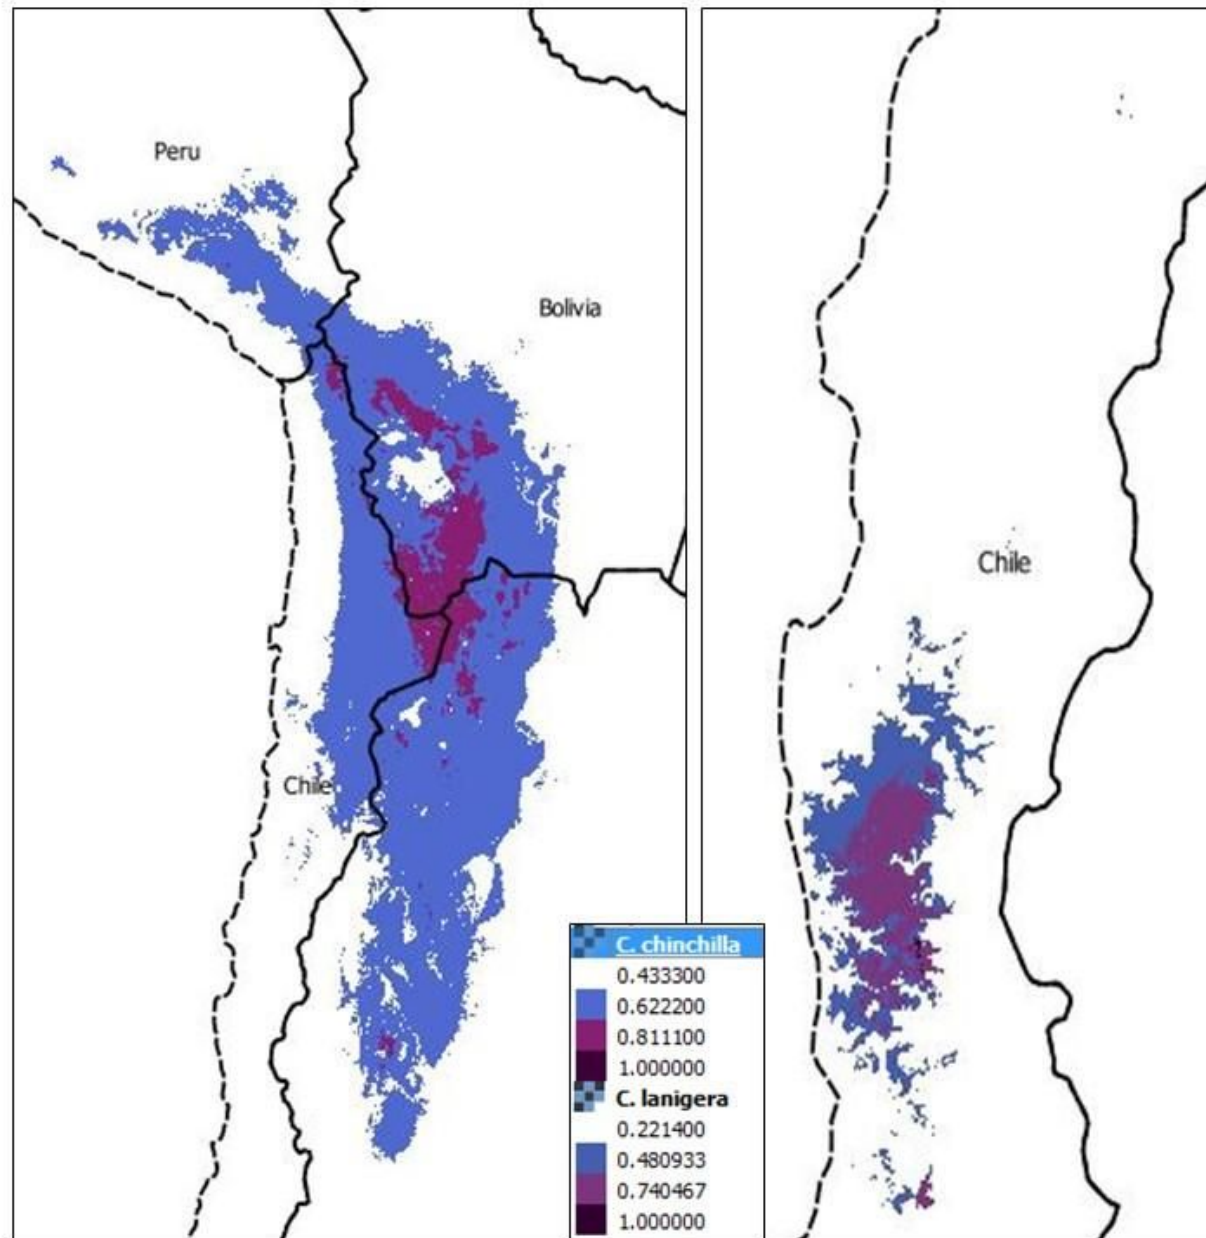 Peru
Bolivia
Chile
Chile
C. chinchilla
0.433300
0.622200
0.811100
1.000000
C. lanigera
0.221400
0.480933
0.740467
1.000000